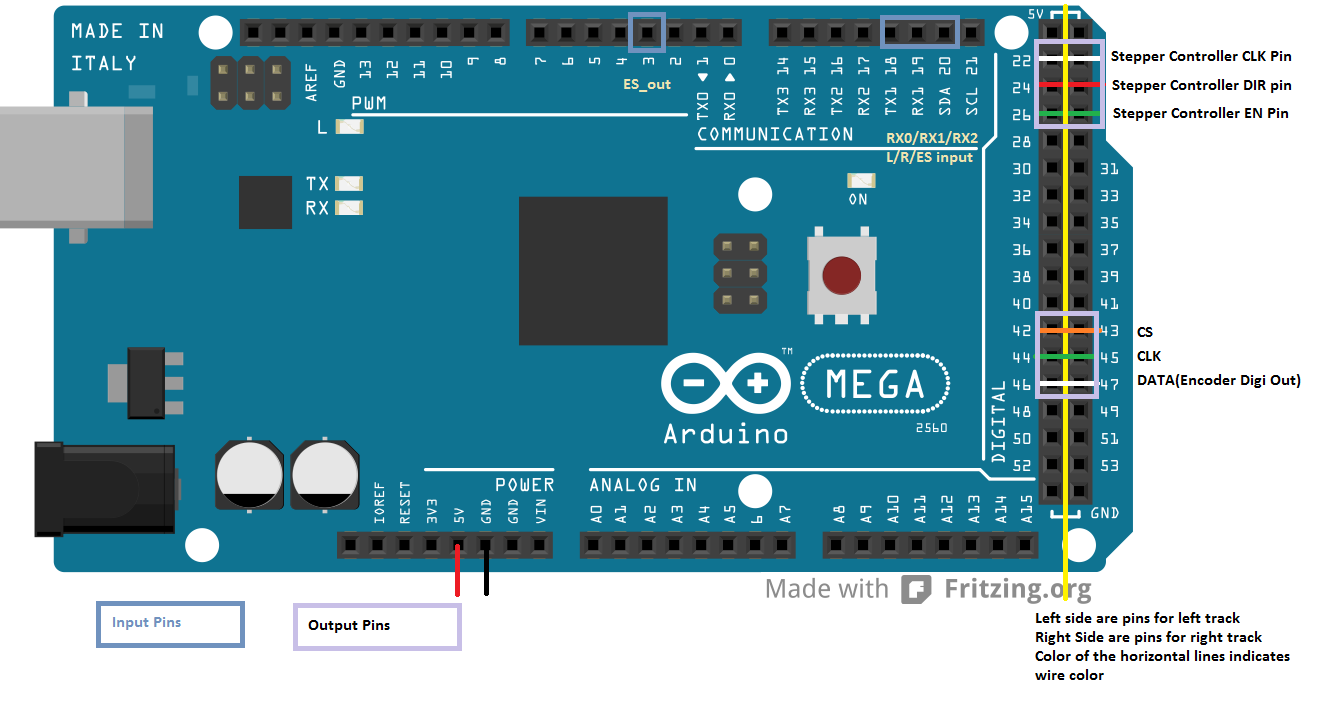 MADE IN
ITALY
AREF
GND
13
12
11
10
9
8
7
6
5
4
3
2
TX0 ◄ 1
RX0 ► 0
TX3 14
RX3 15
TX2 16
RX2 17
TX1 18
RX1 19
SDA 20
SCL 21
5V
ES_out
PWM
L
COMMUNICATION
RX0/RX1/RX2
L/R/ES input
TX
RX
ON
22
Stepper Controller CLK Pin
24
Stepper Controller DIR pin
26
Stepper Controller EN Pin
28
30 31
32 33
34 35
36 37
38 39
40 41
42 43 CS
44 45 CLK
46 47 DATA(Encoder Digi Out)
48 49
50 51
52 53
GND
DIGITAL
TM
MEGA
2560
Arduino
POWER
ANALOG IN
IOREF
RESET
3V3
5V
GND
GND
VIN
A0
A1
A2
A3
A4
A5
6
A7
A8
A9
A10
A11
A12
A13
A14
A15
Made with Fritzing.org
Input Pins
Output Pins
Left side are pins for left track
Right Side are pins for right track
Color of the horizontal lines indicates
wire color